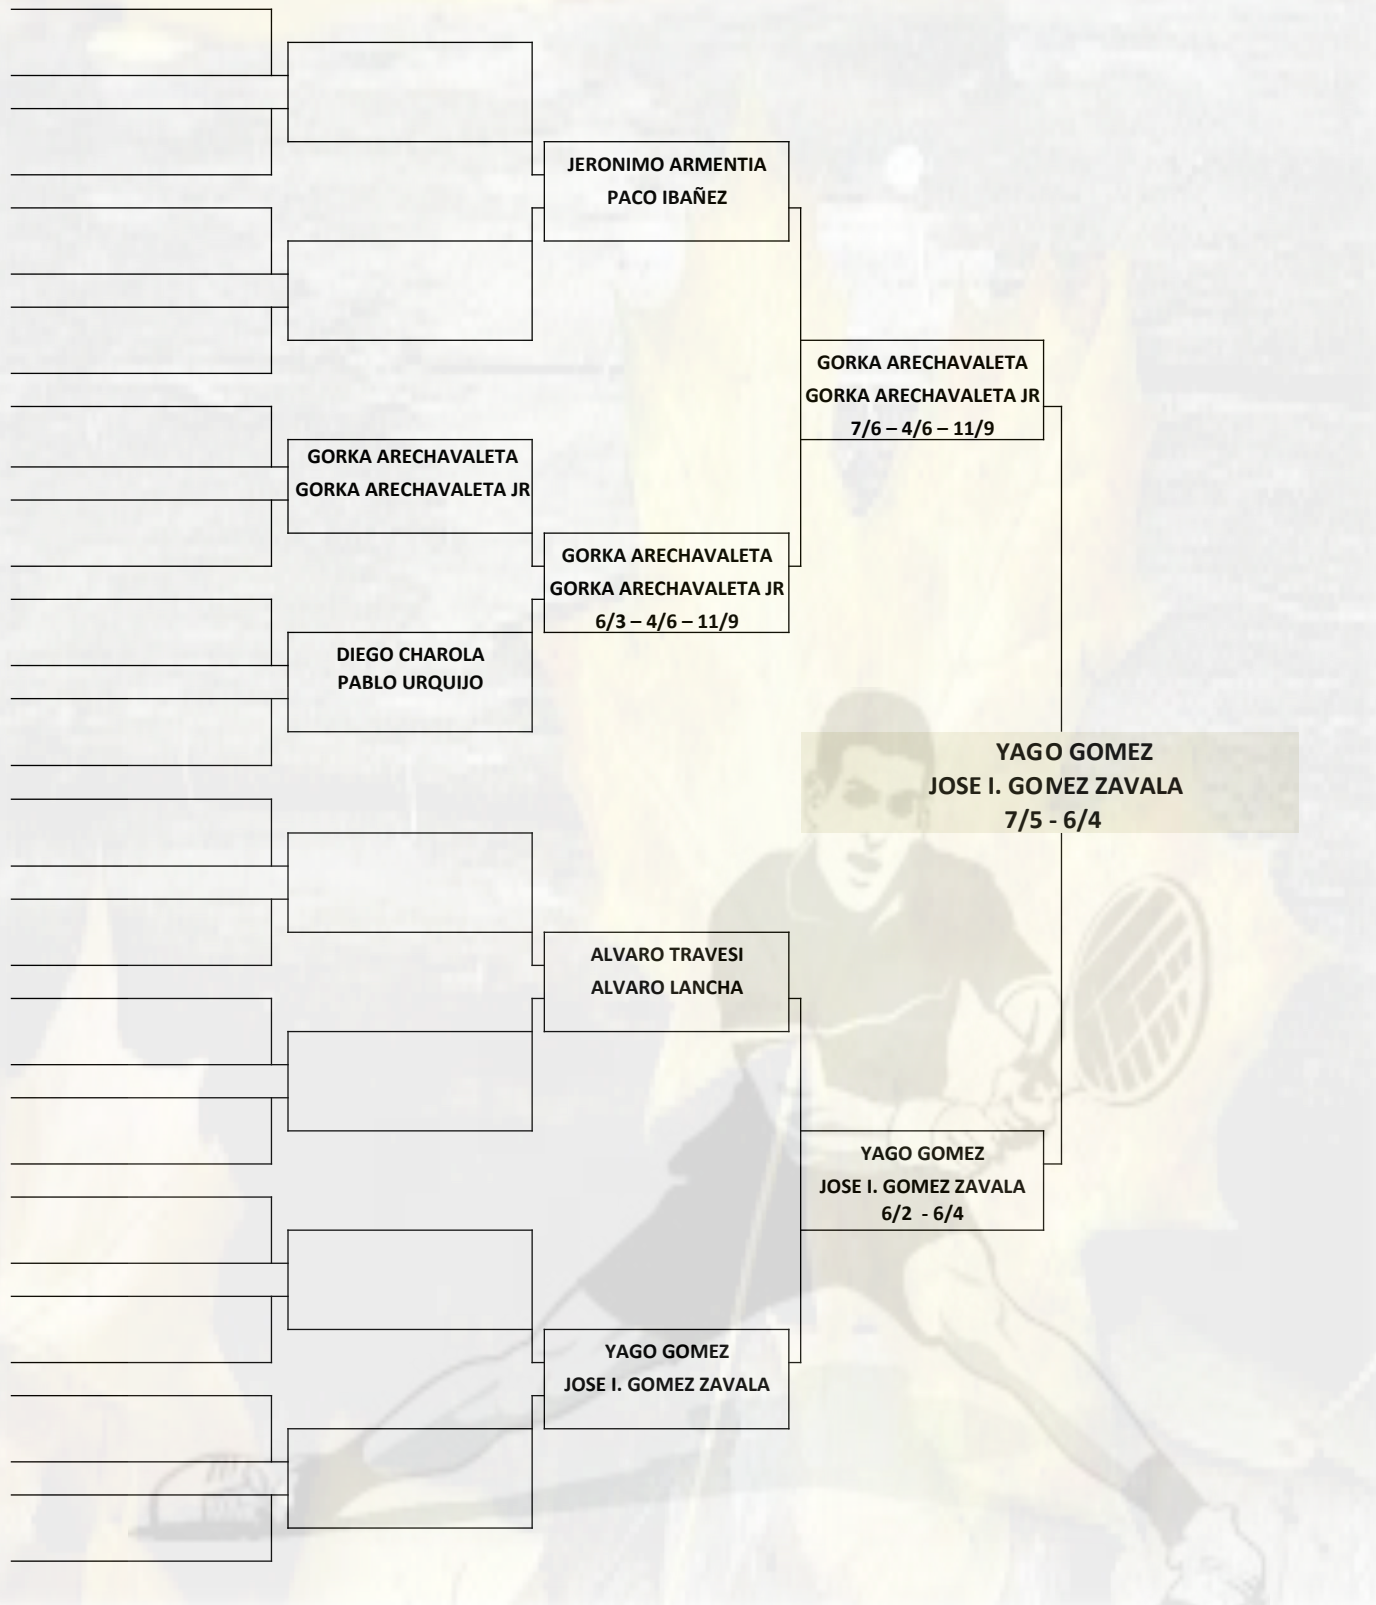 JERONIMO ARMENTIA
PACO IBAÑEZ
GORKA ARECHAVALETA
GORKA ARECHAVALETA JR
7/6 – 4/6 – 11/9
GORKA ARECHAVALETA
GORKA ARECHAVALETA JR
GORKA ARECHAVALETA
GORKA ARECHAVALETA JR
6/3 – 4/6 – 11/9
DIEGO CHAROLA
PABLO URQUIJO
YAGO GOMEZ
JOSE I. GOMEZ ZAVALA
7/5 - 6/4
ALVARO TRAVESI
ALVARO LANCHA
YAGO GOMEZ
JOSE I. GOMEZ ZAVALA
6/2 - 6/4
YAGO GOMEZ
JOSE I. GOMEZ ZAVALA